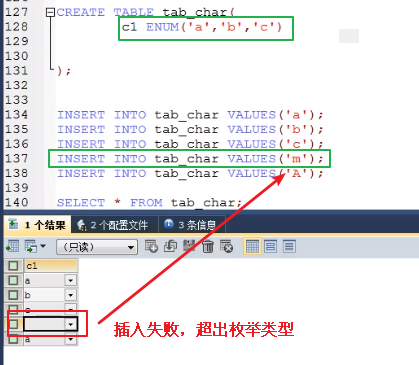 127 CREATE TABLE tab_char(
128 c1 ENUM('a','b','c')
129
130
131 );
132
133
134 INSERT INTO tab_char VALUES('a');
135 INSERT INTO tab_char VALUES('b');
136 INSERT INTO tab_char VALUES('c');
137 INSERT INTO tab_char VALUES('m');
138 INSERT INTO tab_char VALUES('A');
139
140 SELECT * FROM tab_char;
1 个结果 2 个配置文件 3 条信息
(只读)
c1
a
b
c
插入失败，超出枚举类型
a